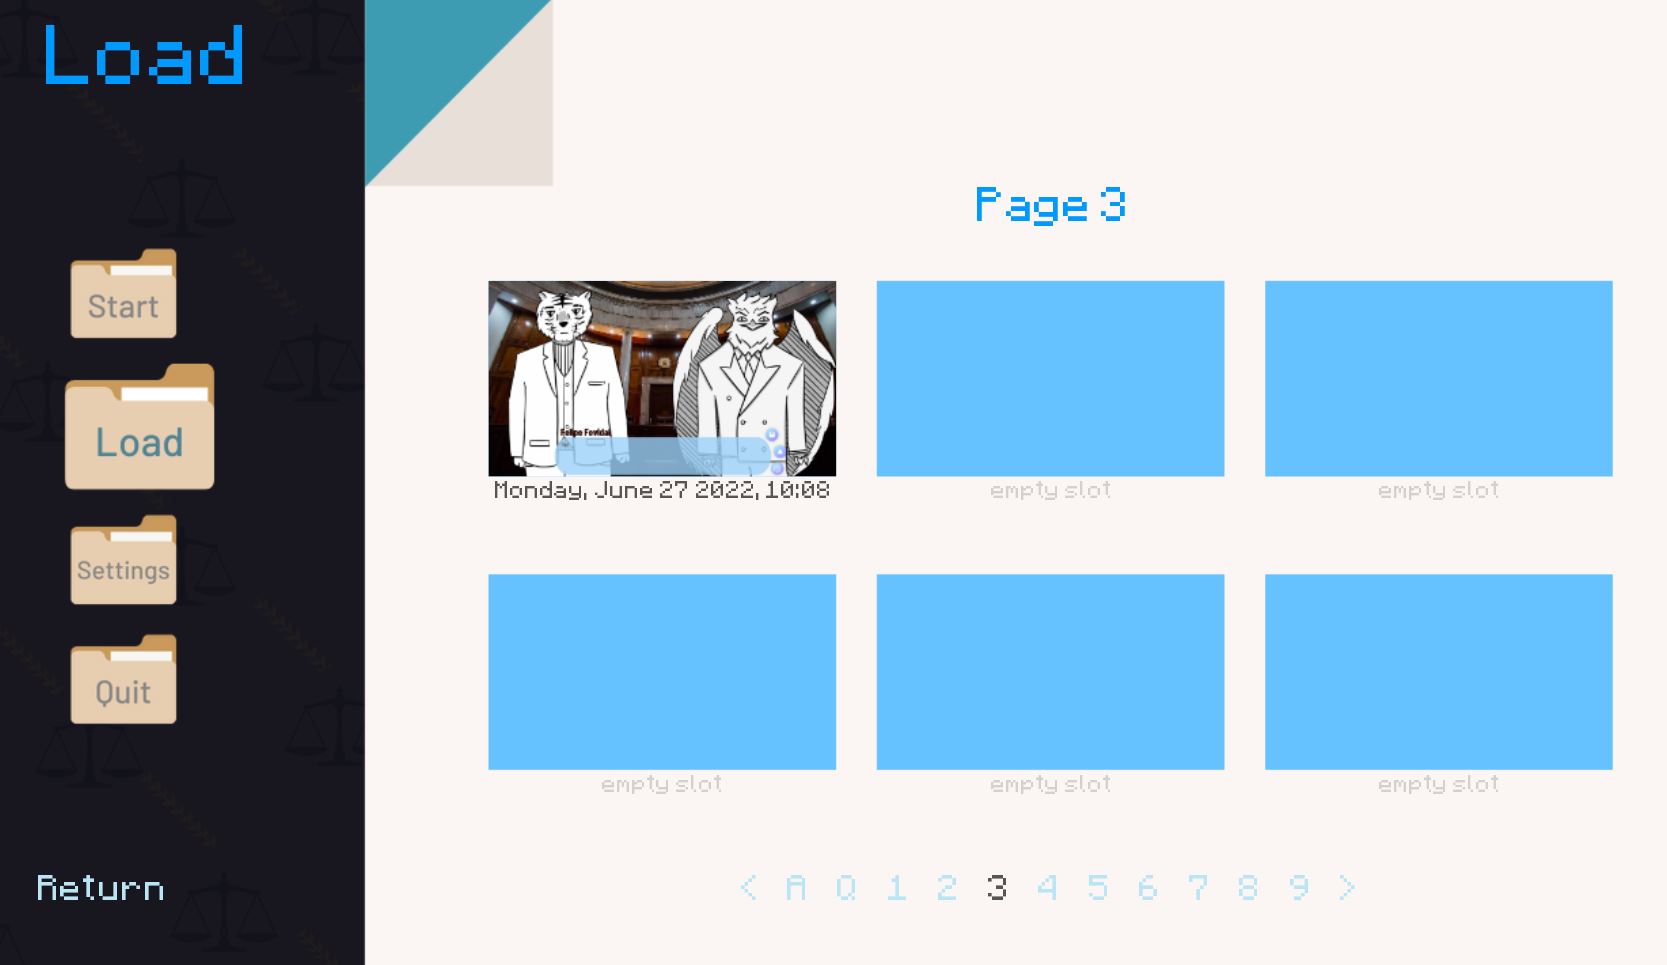 Load
Start
Load
Settings
Quit
Return
Page 3
Felipe Fovidal
Monday, June 27 2022, 10:08
empty slot
empty slot
empty slot
empty slot
empty slot
< A Q 1 2 3 4 5 6 7 8 9 >